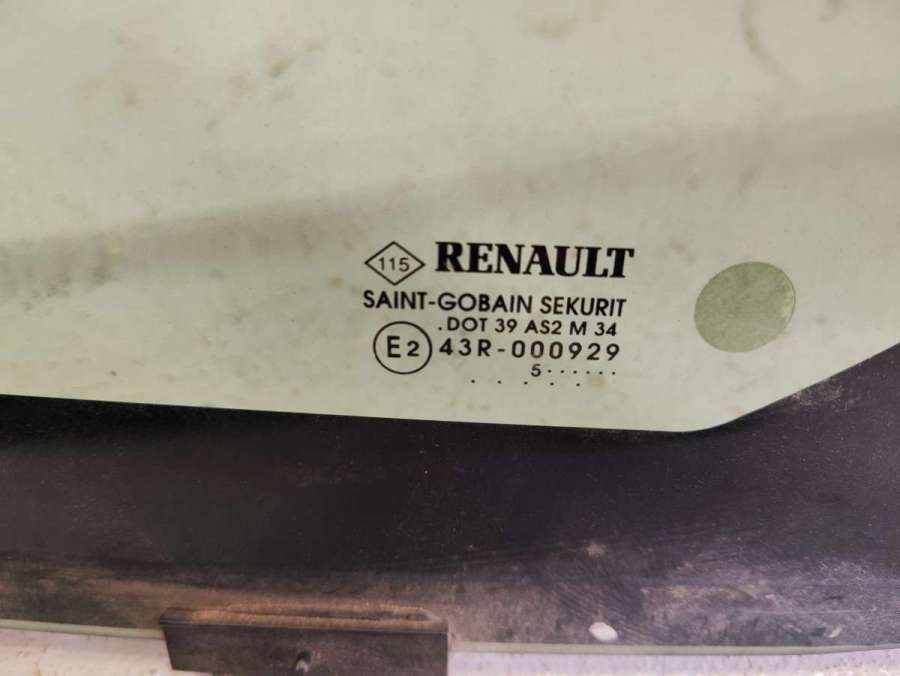 115 RENAULT
SAINT-GOBAIN SEKURIT
.DOT 39 AS2 M 34
E2 43R-000929
5......
. . . . . .